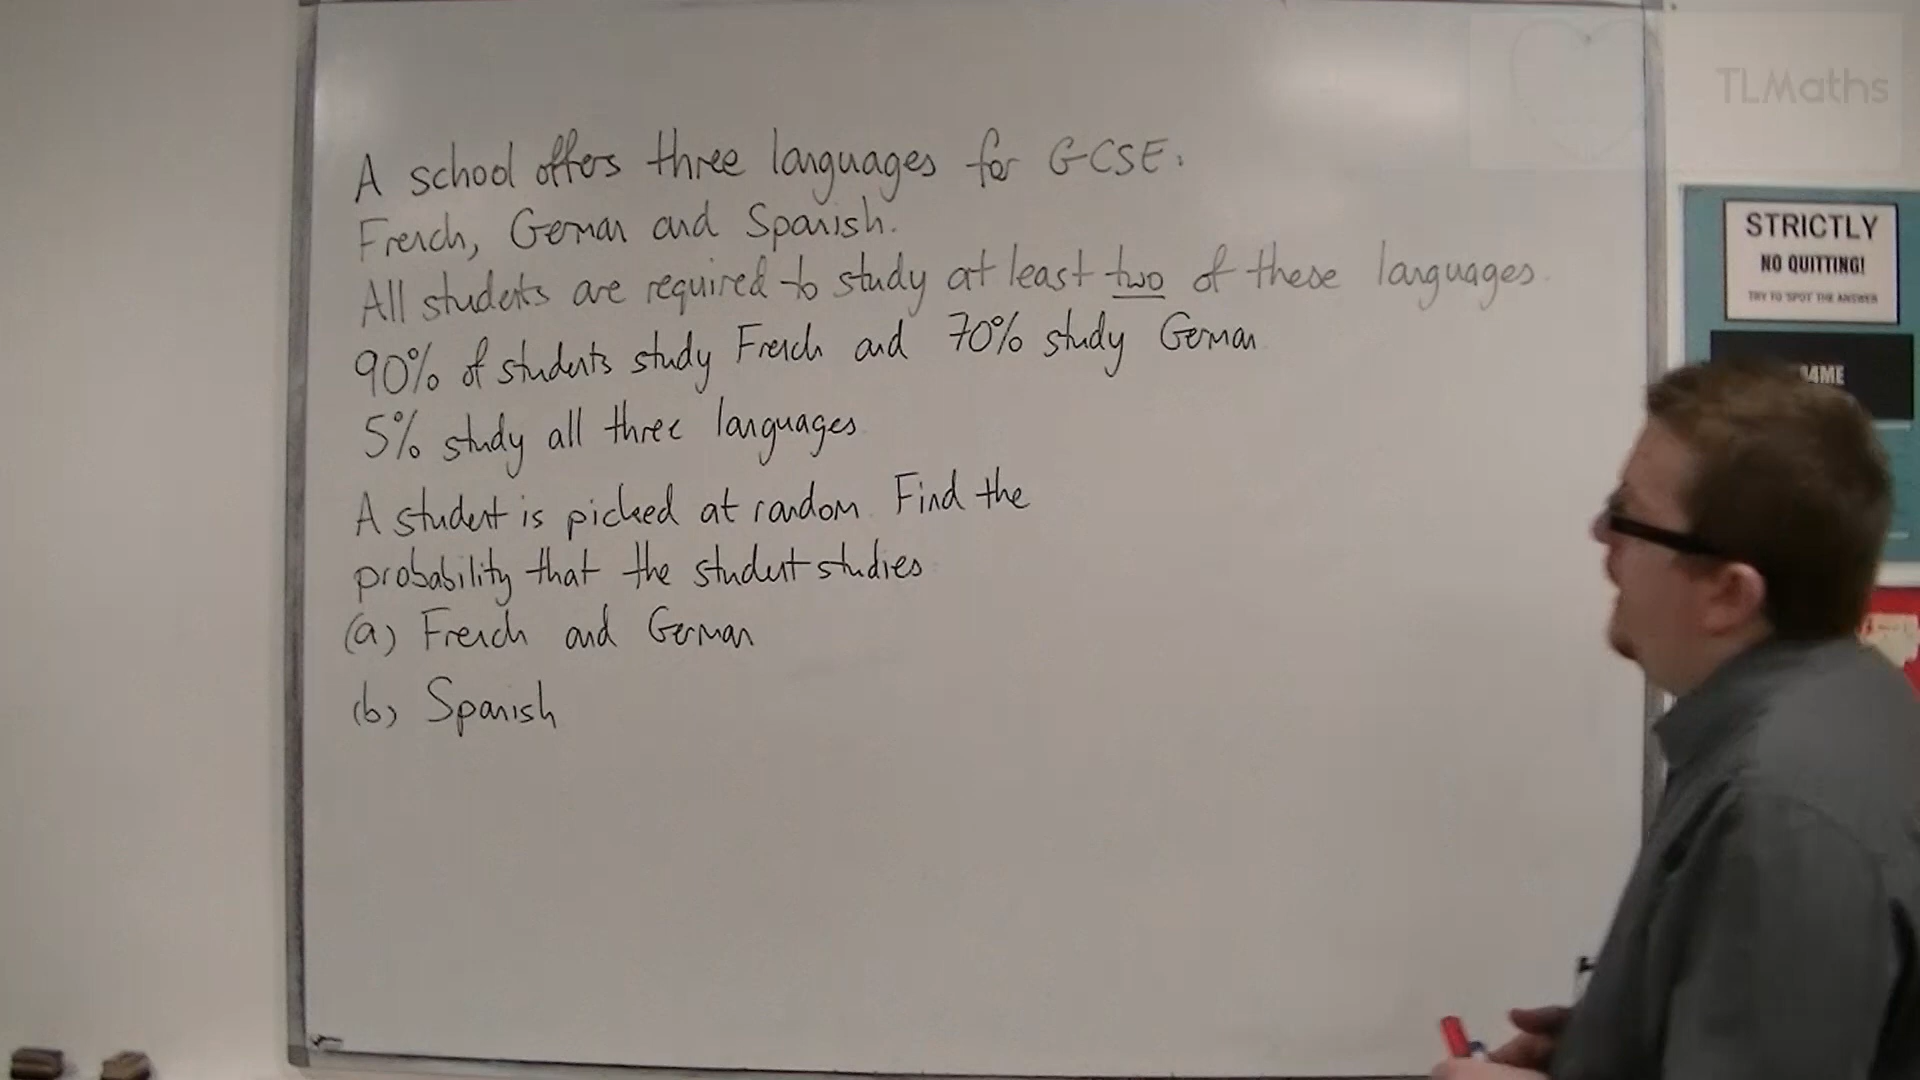 TLMaths
A school offers three languages for GCSE:
French, German and Spanish.
All students are required to study at least two of these languages.
90% of students study French and 70% study German
5% study all three languages
A student is picked at random. Find the
probability that the student studies
(a) French and German
(b) Spanish
STRICTLY
NO QUITTING!
TRY TO SPOT THE ANSWER
4ME